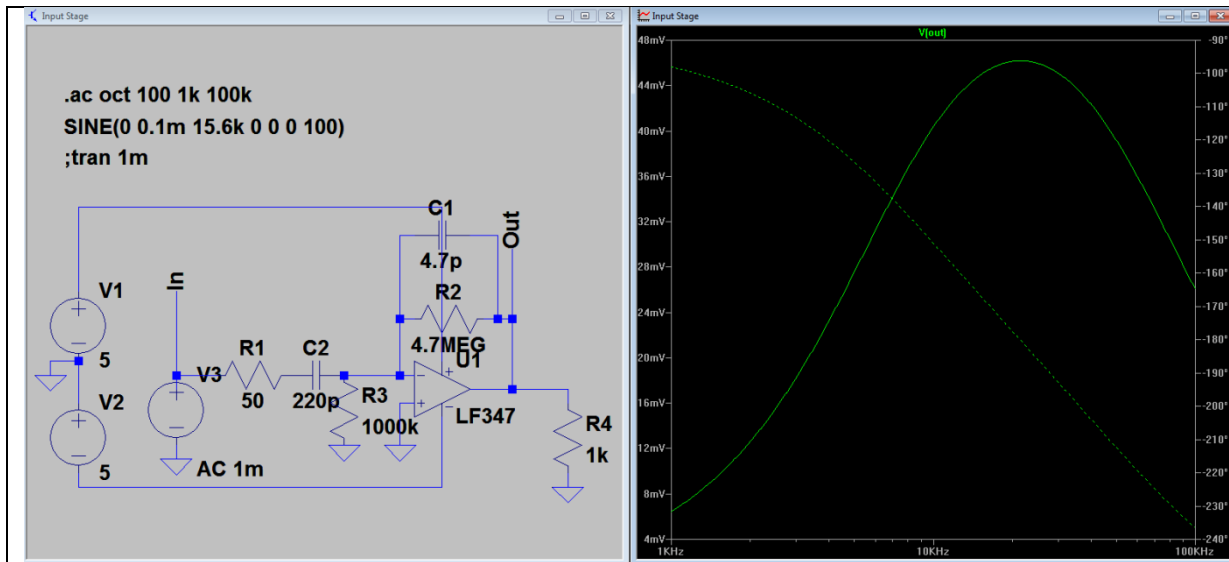 Input Stage
.ac oct 100 1k 100k
SINE(0 0.1m 15.6k 0 0 0 100)
;tran 1m
C1
Out
4.7p
In
V1
R2
5
R1
C2
4.7MEG
U1
V3
50
220p
R3
LF347
V2
1000k
R4
5
AC 1m
1k
Input Stage
V[out]
48mV
44mV
40mV
36mV
32mV
28mV
24mV
20mV
16mV
12mV
8mV
4mV
-90°
-100°
-110°
-120°
-130°
-140°
-150°
-160°
-170°
-180°
-190°
-200°
-210°
-220°
-230°
-240°
1KHz
10KHz
100KHz